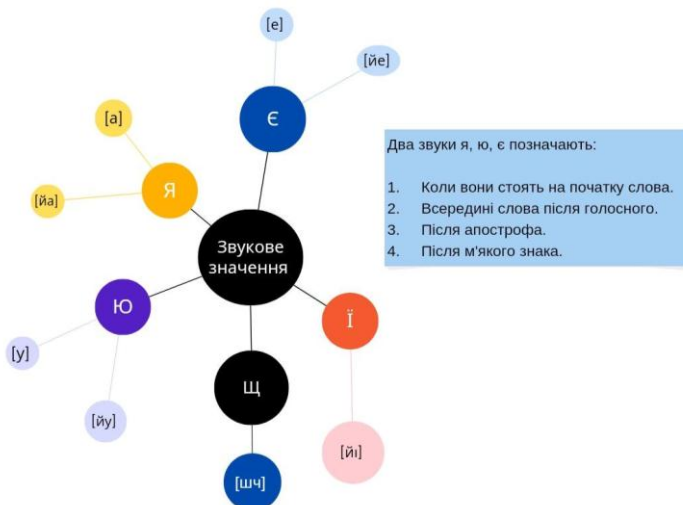 [е]
[йе]
Є
[а]
Я
[йа]
Звукове
значення
Ю
[у]
[йу]
Щ
[шч]
Ї
[йі]
Два звуки я, ю, є позначають:
1. Коли вони стоять на початку слова.
2. Всередині слова після голосного.
3. Після апострофа.
4. Після м'якого знака.